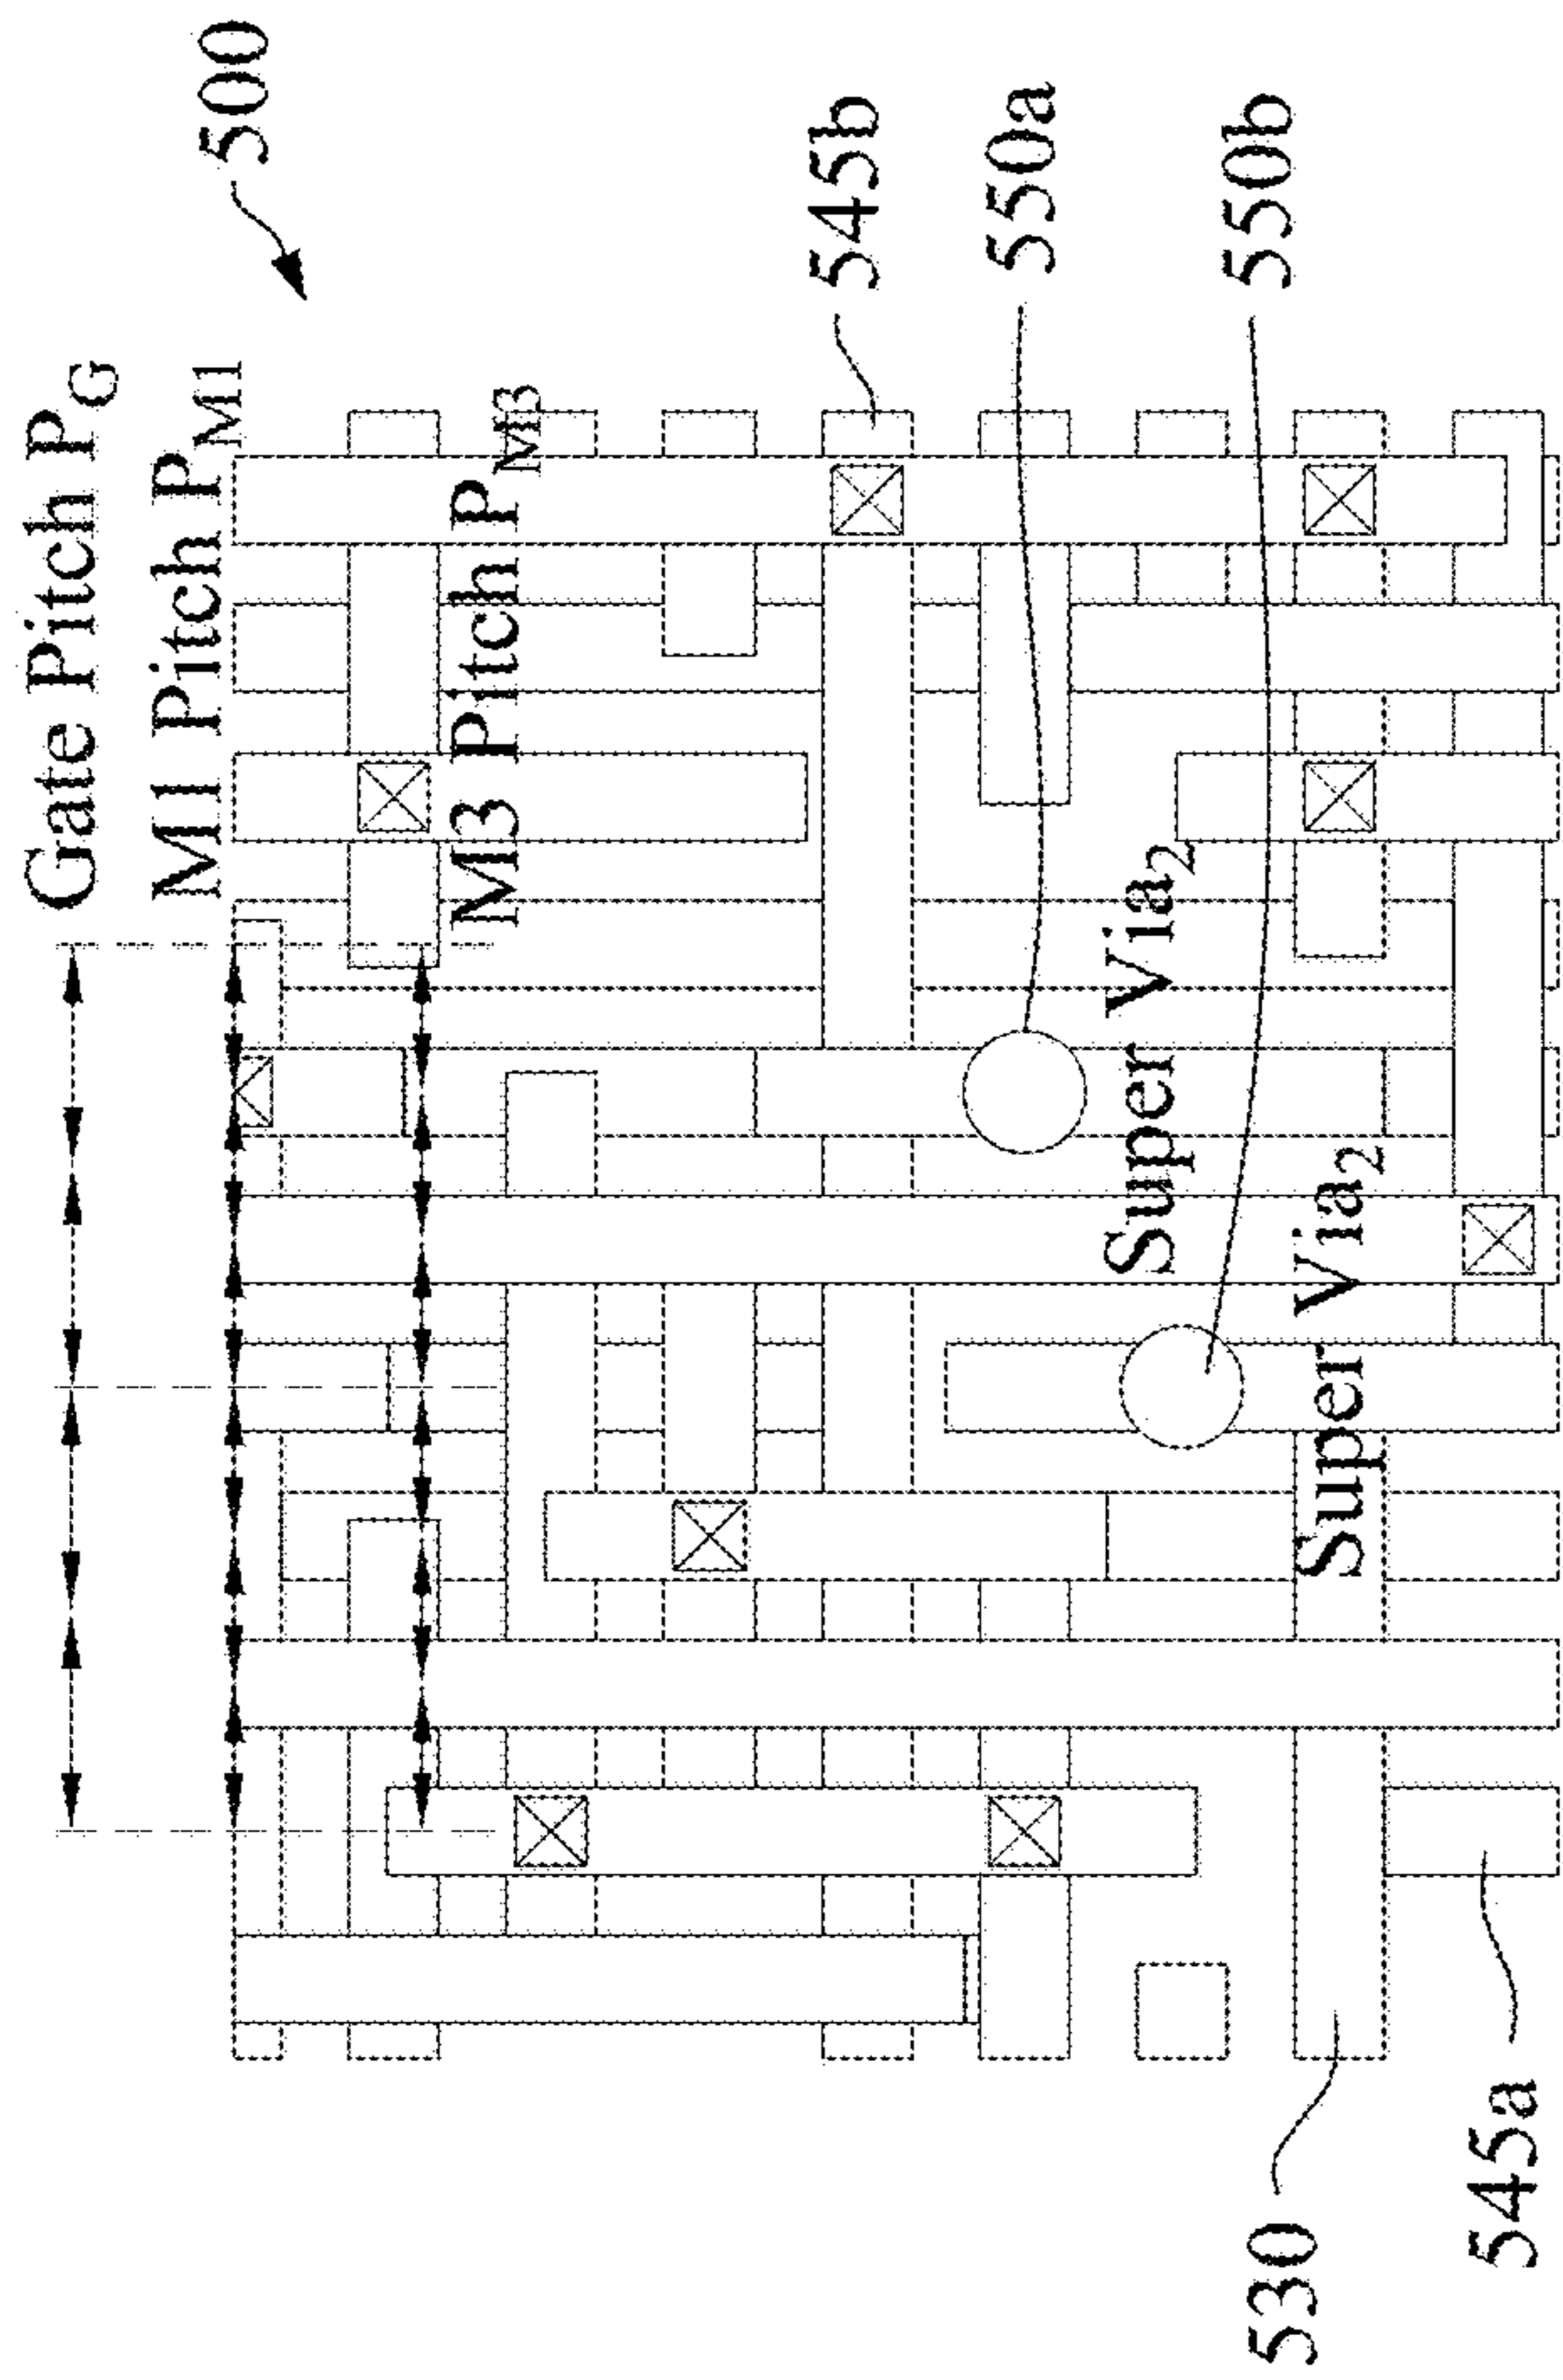 500
Gate Pitch P_G
M1 Pitch P_M1
M3 Pitch P_M3
545b
550a
550b
Super Via_2
Super Via_2
530
545a